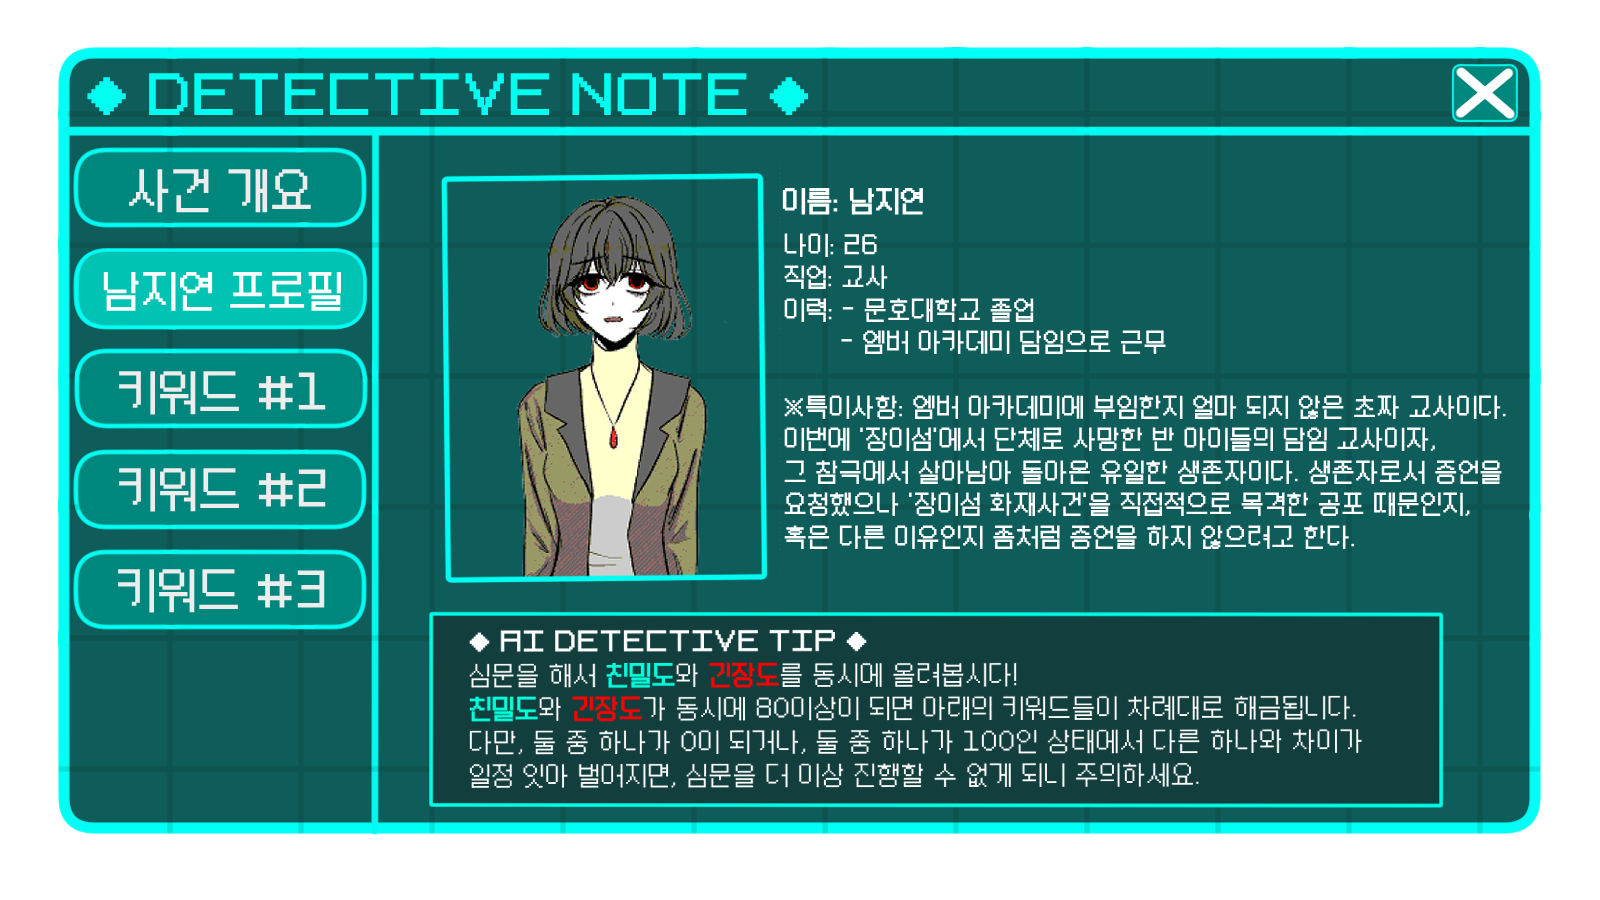 ◆ DETECTIVE NOTE ◆
사건 개요
남지연 프로필
키워드 #1
키워드 #2
키워드 #3
이름: 남지연
나이: 26
직업: 교사
이력: - 문호대학교 졸업
- 엠버 아카데미 담임으로 근무
※특이사항: 엠버 아카데미에 부임한지 얼마 되지 않은 초짜 교사이다.
이번에 '장이섬'에서 단체로 사망한 반 아이들의 담임 교사이자,
그 참극에서 살아남아 돌아온 유일한 생존자이다. 생존자로서 증언을
요청했으나 '장이섬 화재사건'을 직접적으로 목격한 공포 때문인지,
혹은 다른 이유인지 좀처럼 증언을 하지 않으려고 한다.
◆ AI DETECTIVE TIP ◆
심문을 해서 친밀도와 긴장도를 동시에 올려봅시다!
친밀도와 긴장도가 동시에 80이상이 되면 아래의 키워드들이 차례대로 해금됩니다.
다만, 둘 중 하나가 0이 되거나, 둘 중 하나가 100인 상태에서 다른 하나와 차이가
일정 잇아 벌어지면, 심문을 더 이상 진행할 수 없게 되니 주의하세요.